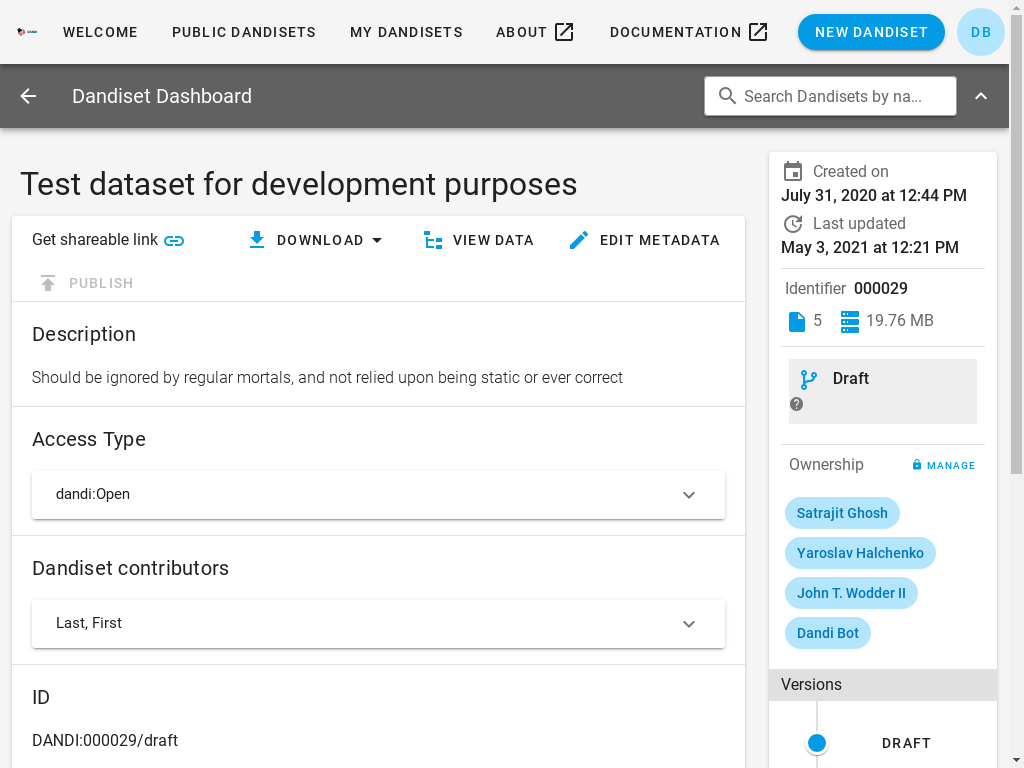 WELCOME PUBLIC DANDISETS MY DANDISETS ABOUT DOCUMENTATION NEW DANDISET DB
Dandiset Dashboard Search Dandisets by na...
Test dataset for development purposes
Get shareable link DOWNLOAD VIEW DATA EDIT METADATA
PUBLISH
Description
Should be ignored by regular mortals, and not relied upon being static or ever correct
Access Type
dandi:Open
Dandiset contributors
Last, First
ID
DANDI:000029/draft
Created on
July 31, 2020 at 12:44 PM
Last updated
May 3, 2021 at 12:21 PM
Identifier 000029
5 19.76 MB
Draft
Ownership MANAGE
Satrajit Ghosh
Yaroslav Halchenko
John T. Wodder II
Dandi Bot
Versions
DRAFT